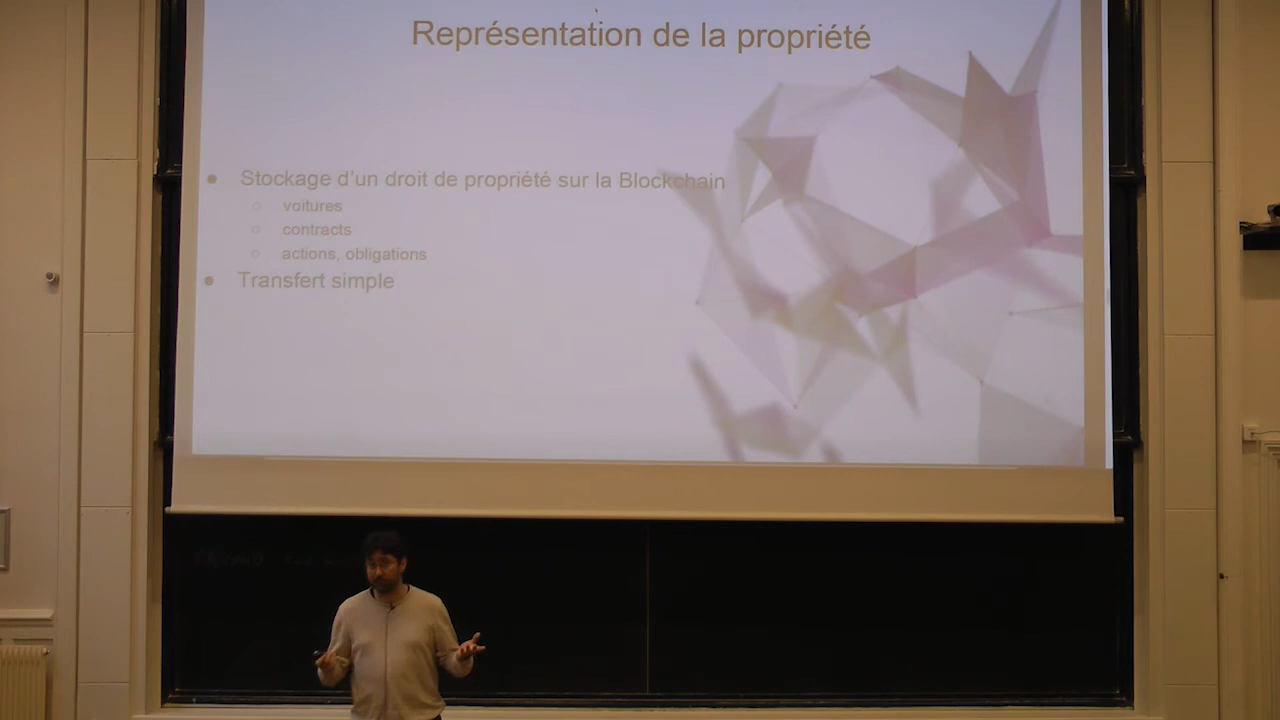 Représentation de la propriété
Stockage d'un droit de propriété sur la Blockchain
voitures
contracts
actions, obligations
Transfert simple